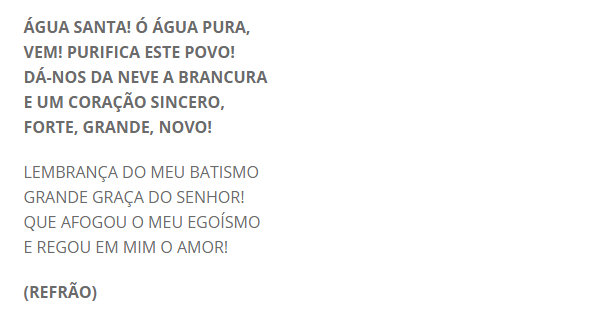 ÁGUA SANTA! Ó ÁGUA PURA,
VEM! PURIFICA ESTE POVO!
DÁ-NOS DA NEVE A BRANCURA
E UM CORAÇÃO SINCERO,
FORTE, GRANDE, NOVO!
LEMBRANÇA DO MEU BATISMO
GRANDE GRAÇA DO SENHOR!
QUE AFOGOU O MEU EGOÍSMO
E REGOU EM MIM O AMOR!
(REFRÃO)